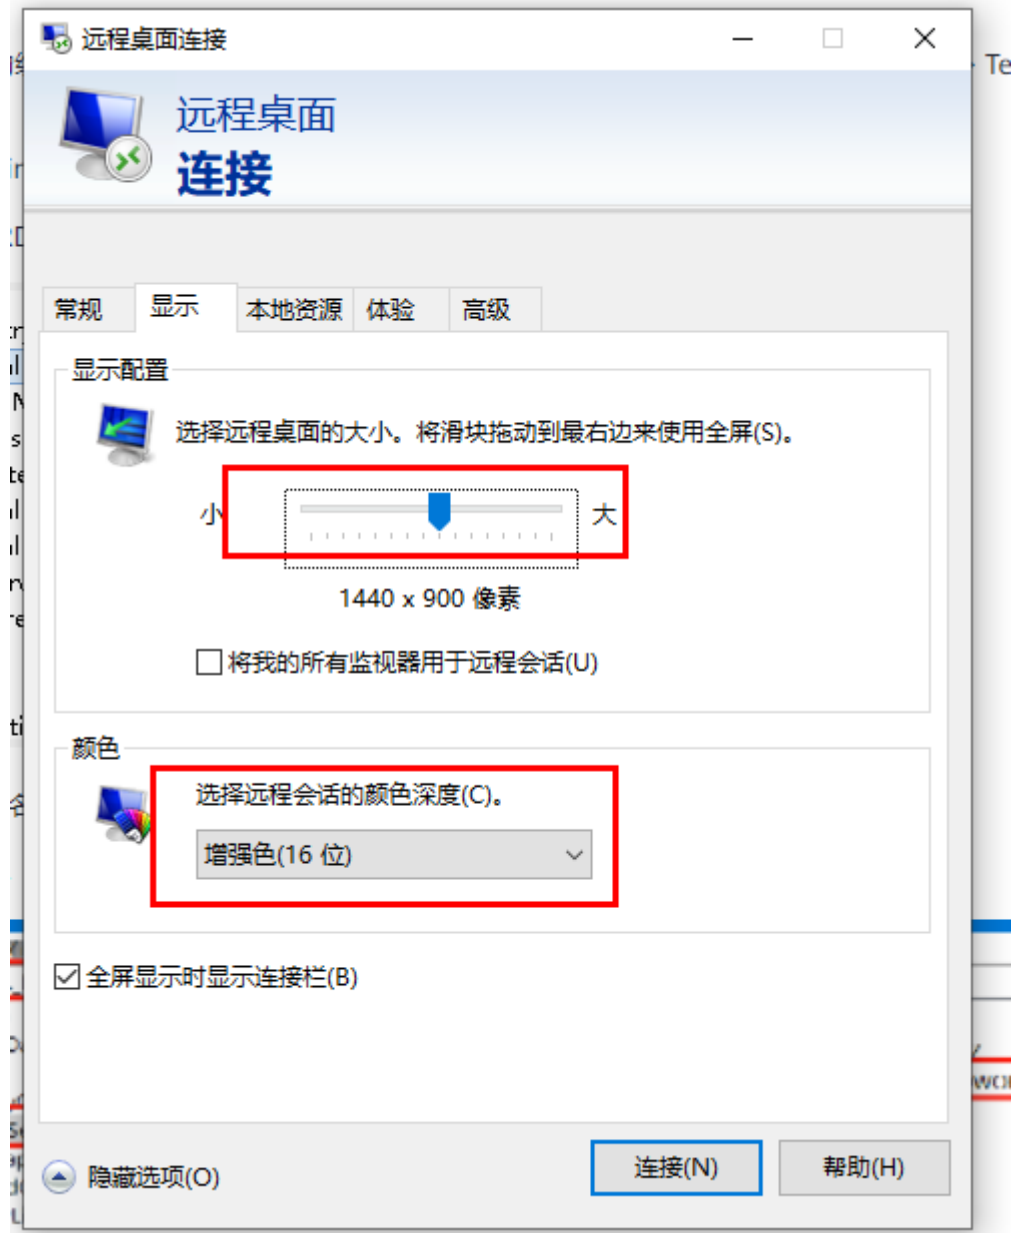 远程桌面连接
Te
远程桌面
连接
常规 显示 本地资源 体验 高级
显示配置
选择远程桌面的大小。将滑块拖动到最右边来使用全屏(S)。
小 大
1440 x 900 像素
将我的所有监视器用于远程会话(U)
颜色
选择远程会话的颜色深度(C)。
增强色(16 位)
全屏显示时显示连接栏(B)
隐藏选项(O) 连接(N) 帮助(H)